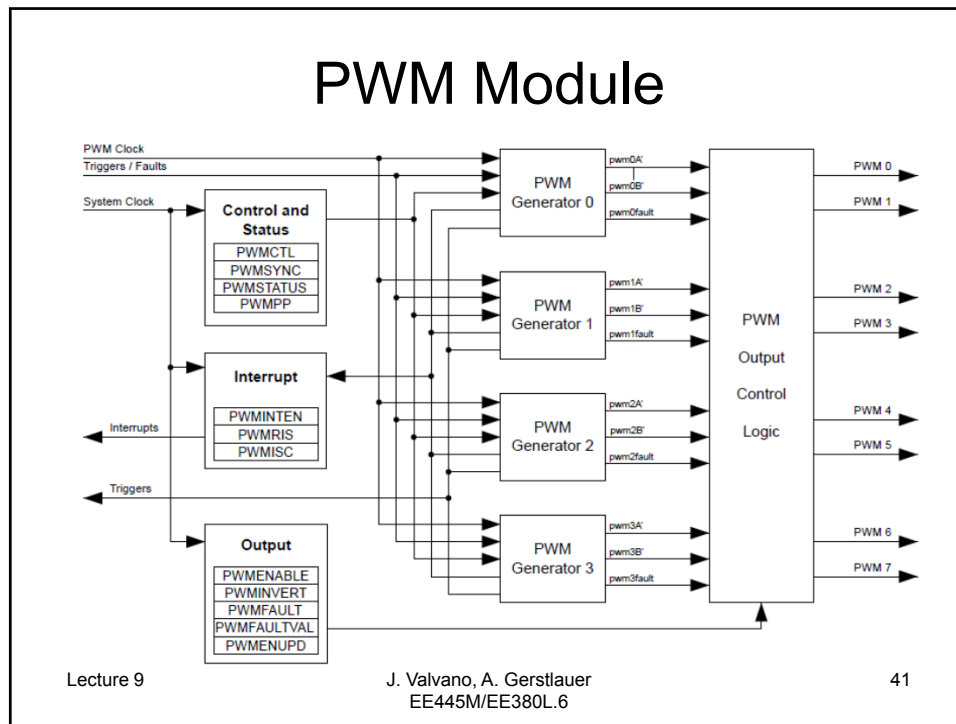 PWM Module
PWM Clock
Triggers / Faults
System Clock
Control and
Status
PWMCTL
PWMSYNC
PWMSTATUS
PWMPP
Interrupt
PWMINTEN
PWMRIS
PWMISC
Interrupts
Triggers
Output
PWMENABLE
PWMINVERT
PWMFAULT
PWMFAULTVAL
PWMENUPD
PWM
Generator 0
pwm0A'
pwm0B'
pwm0fault
PWM
Generator 1
pwm1A'
pwm1B'
pwm1fault
PWM
Generator 2
pwm2A'
pwm2B'
pwm2fault
PWM
Generator 3
pwm3A'
pwm3B'
pwm3fault
PWM
Output
Control
Logic
PWM 0
PWM 1
PWM 2
PWM 3
PWM 4
PWM 5
PWM 6
PWM 7
Lecture 9
J. Valvano, A. Gerstlauer
EE445M/EE380L.6
41